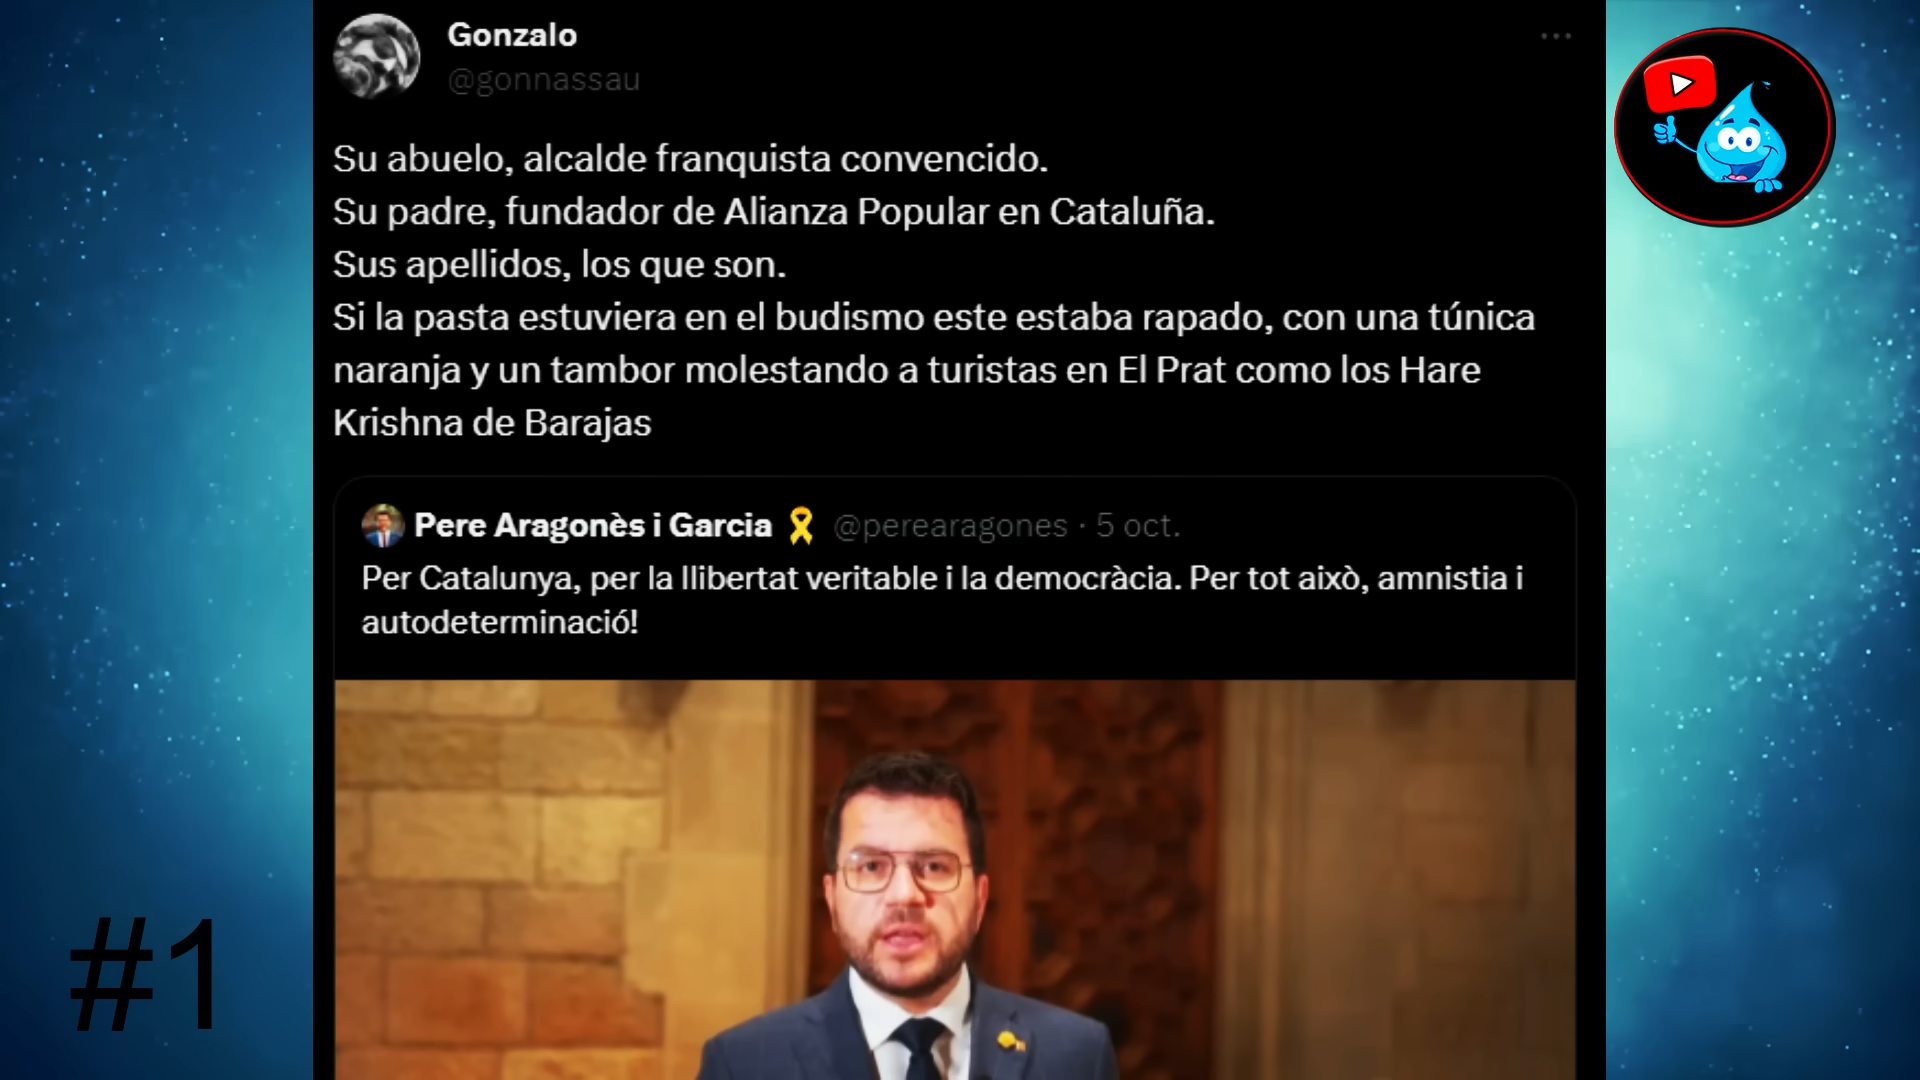 Gonzalo
@gonnassau
Su abuelo, alcalde franquista convencido.
Su padre, fundador de Alianza Popular en Cataluña.
Sus apellidos, los que son.
Si la pasta estuviera en el budismo este estaba rapado, con una túnica
naranja y un tambor molestando a turistas en El Prat como los Hare
Krishna de Barajas
Pere Aragonès i Garcia @perearagones · 5 oct.
Per Catalunya, per la llibertat veritable i la democràcia. Per tot això, amnistia i
autodeterminació!
#1